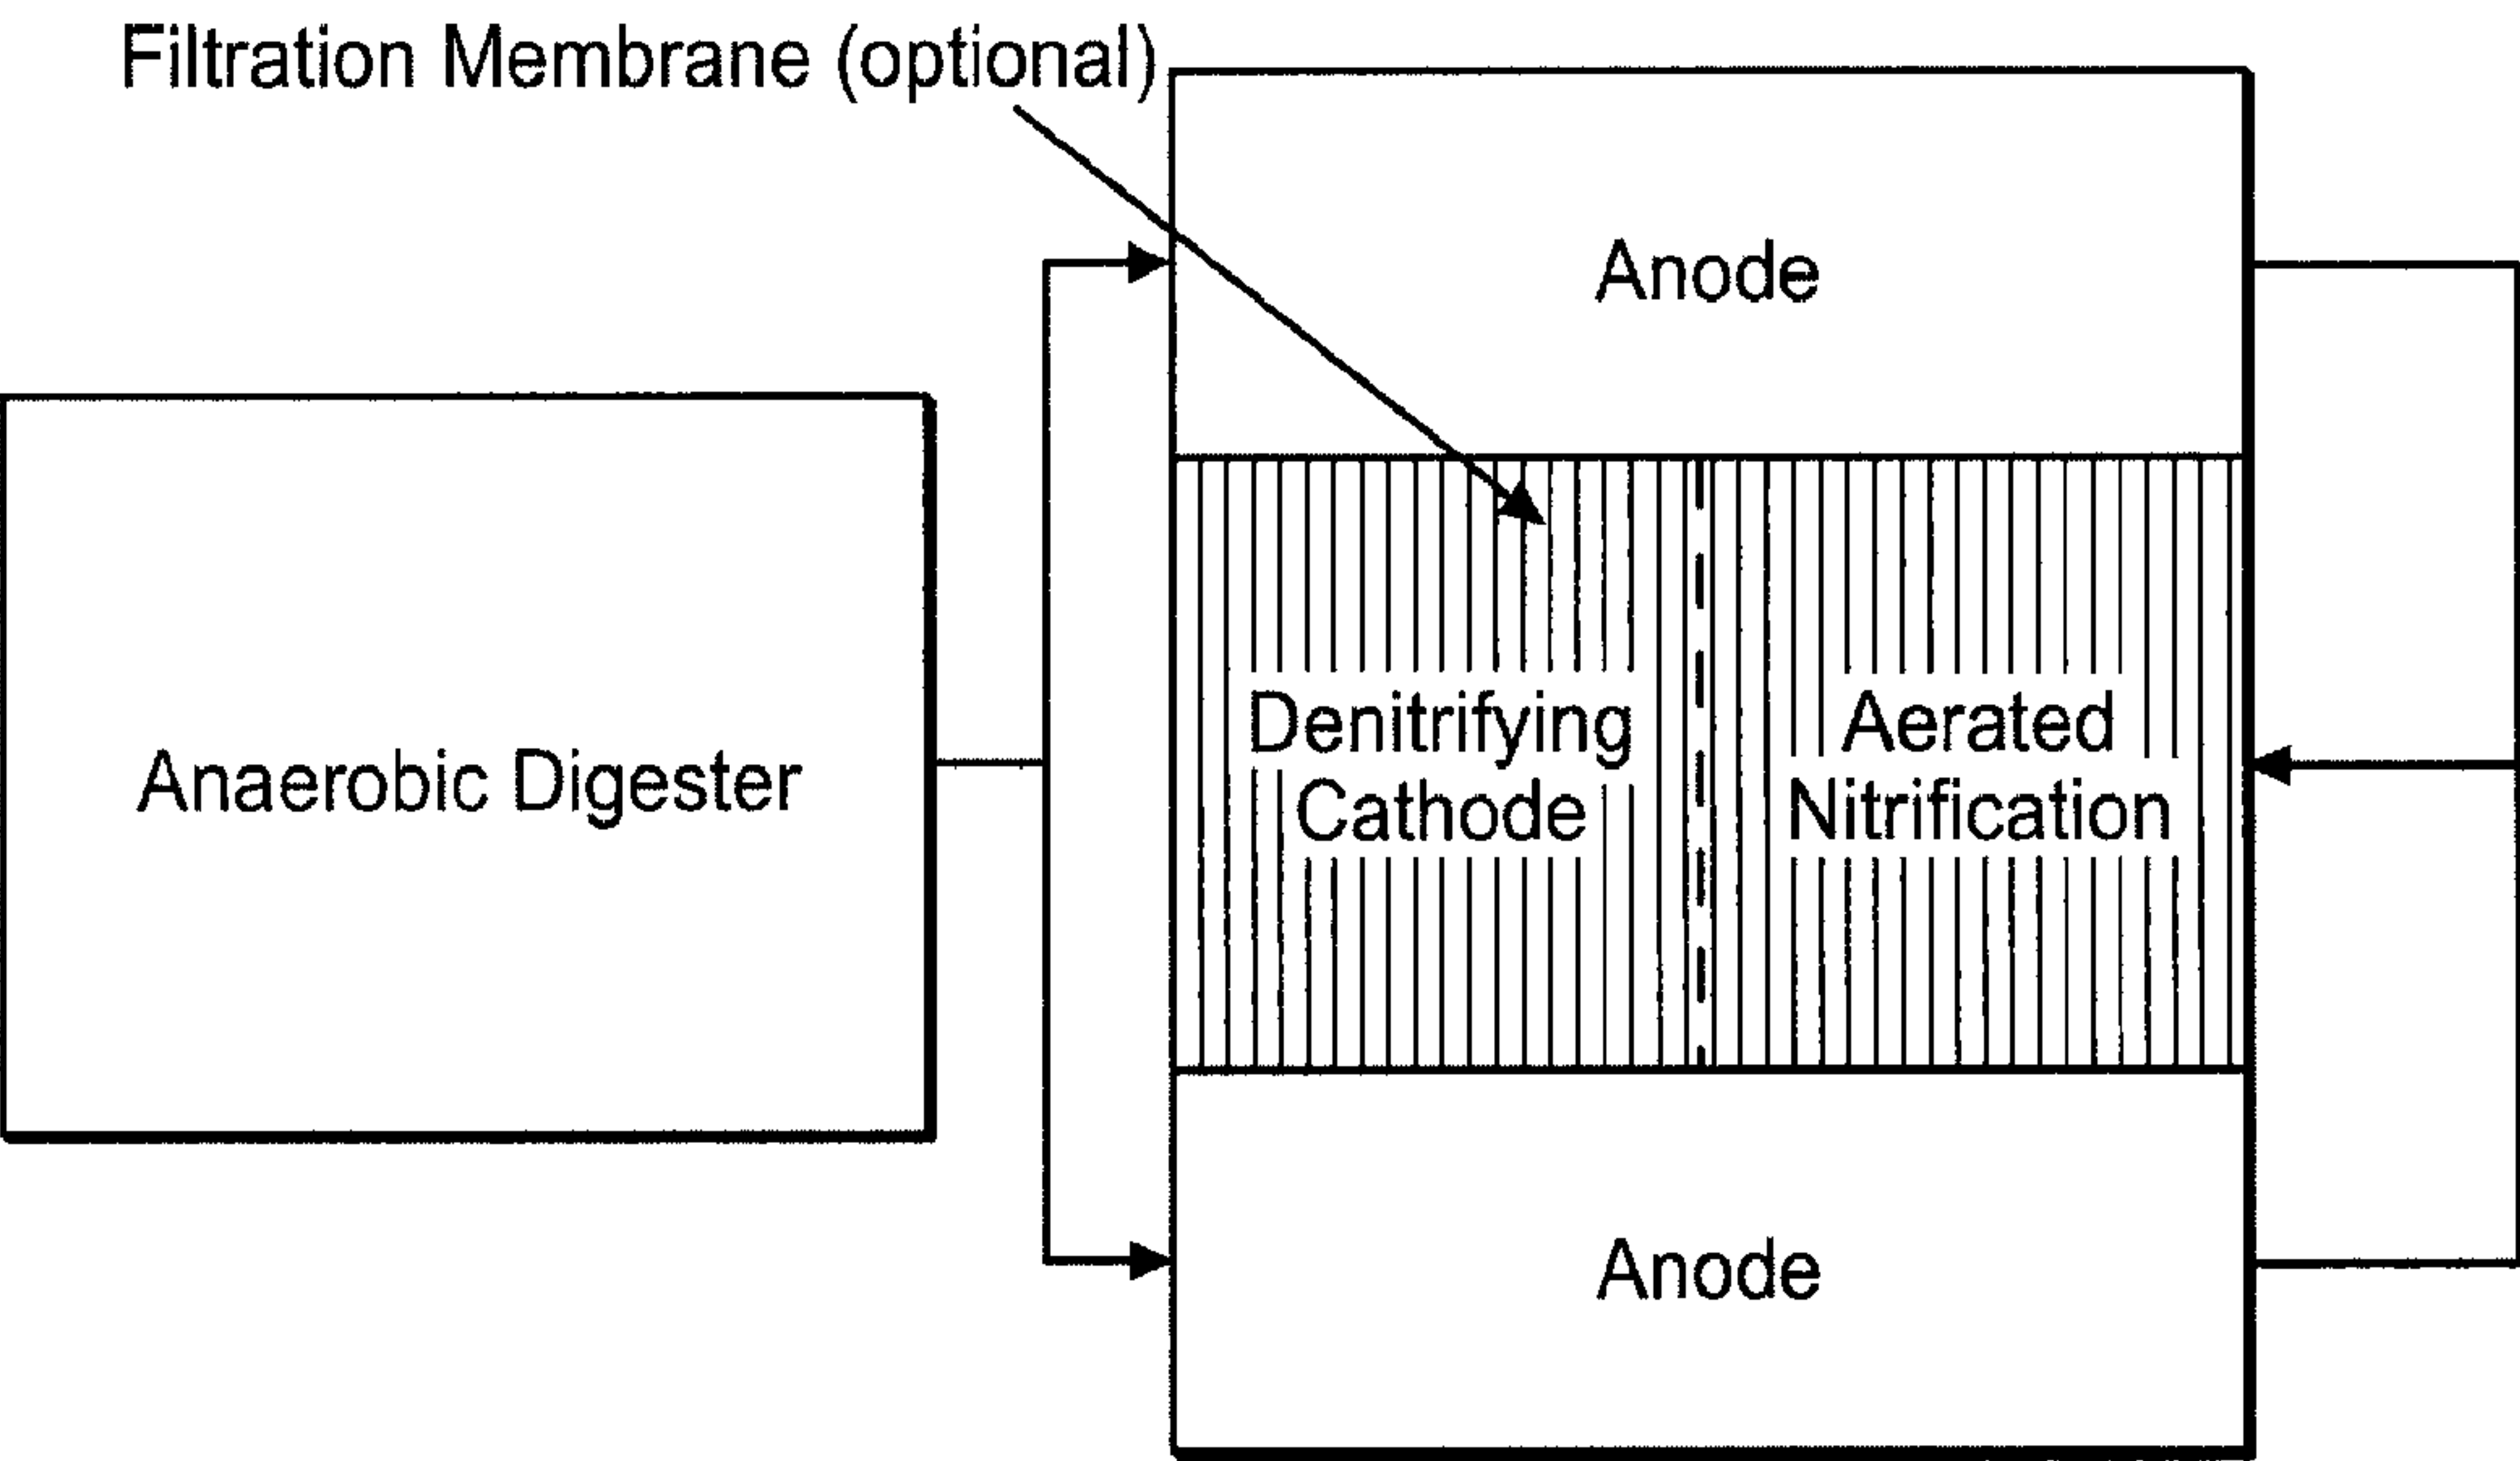 Filtration Membrane (optional)
Anode
Anaerobic Digester
Denitrifying
Cathode
Aerated
Nitrification
Anode